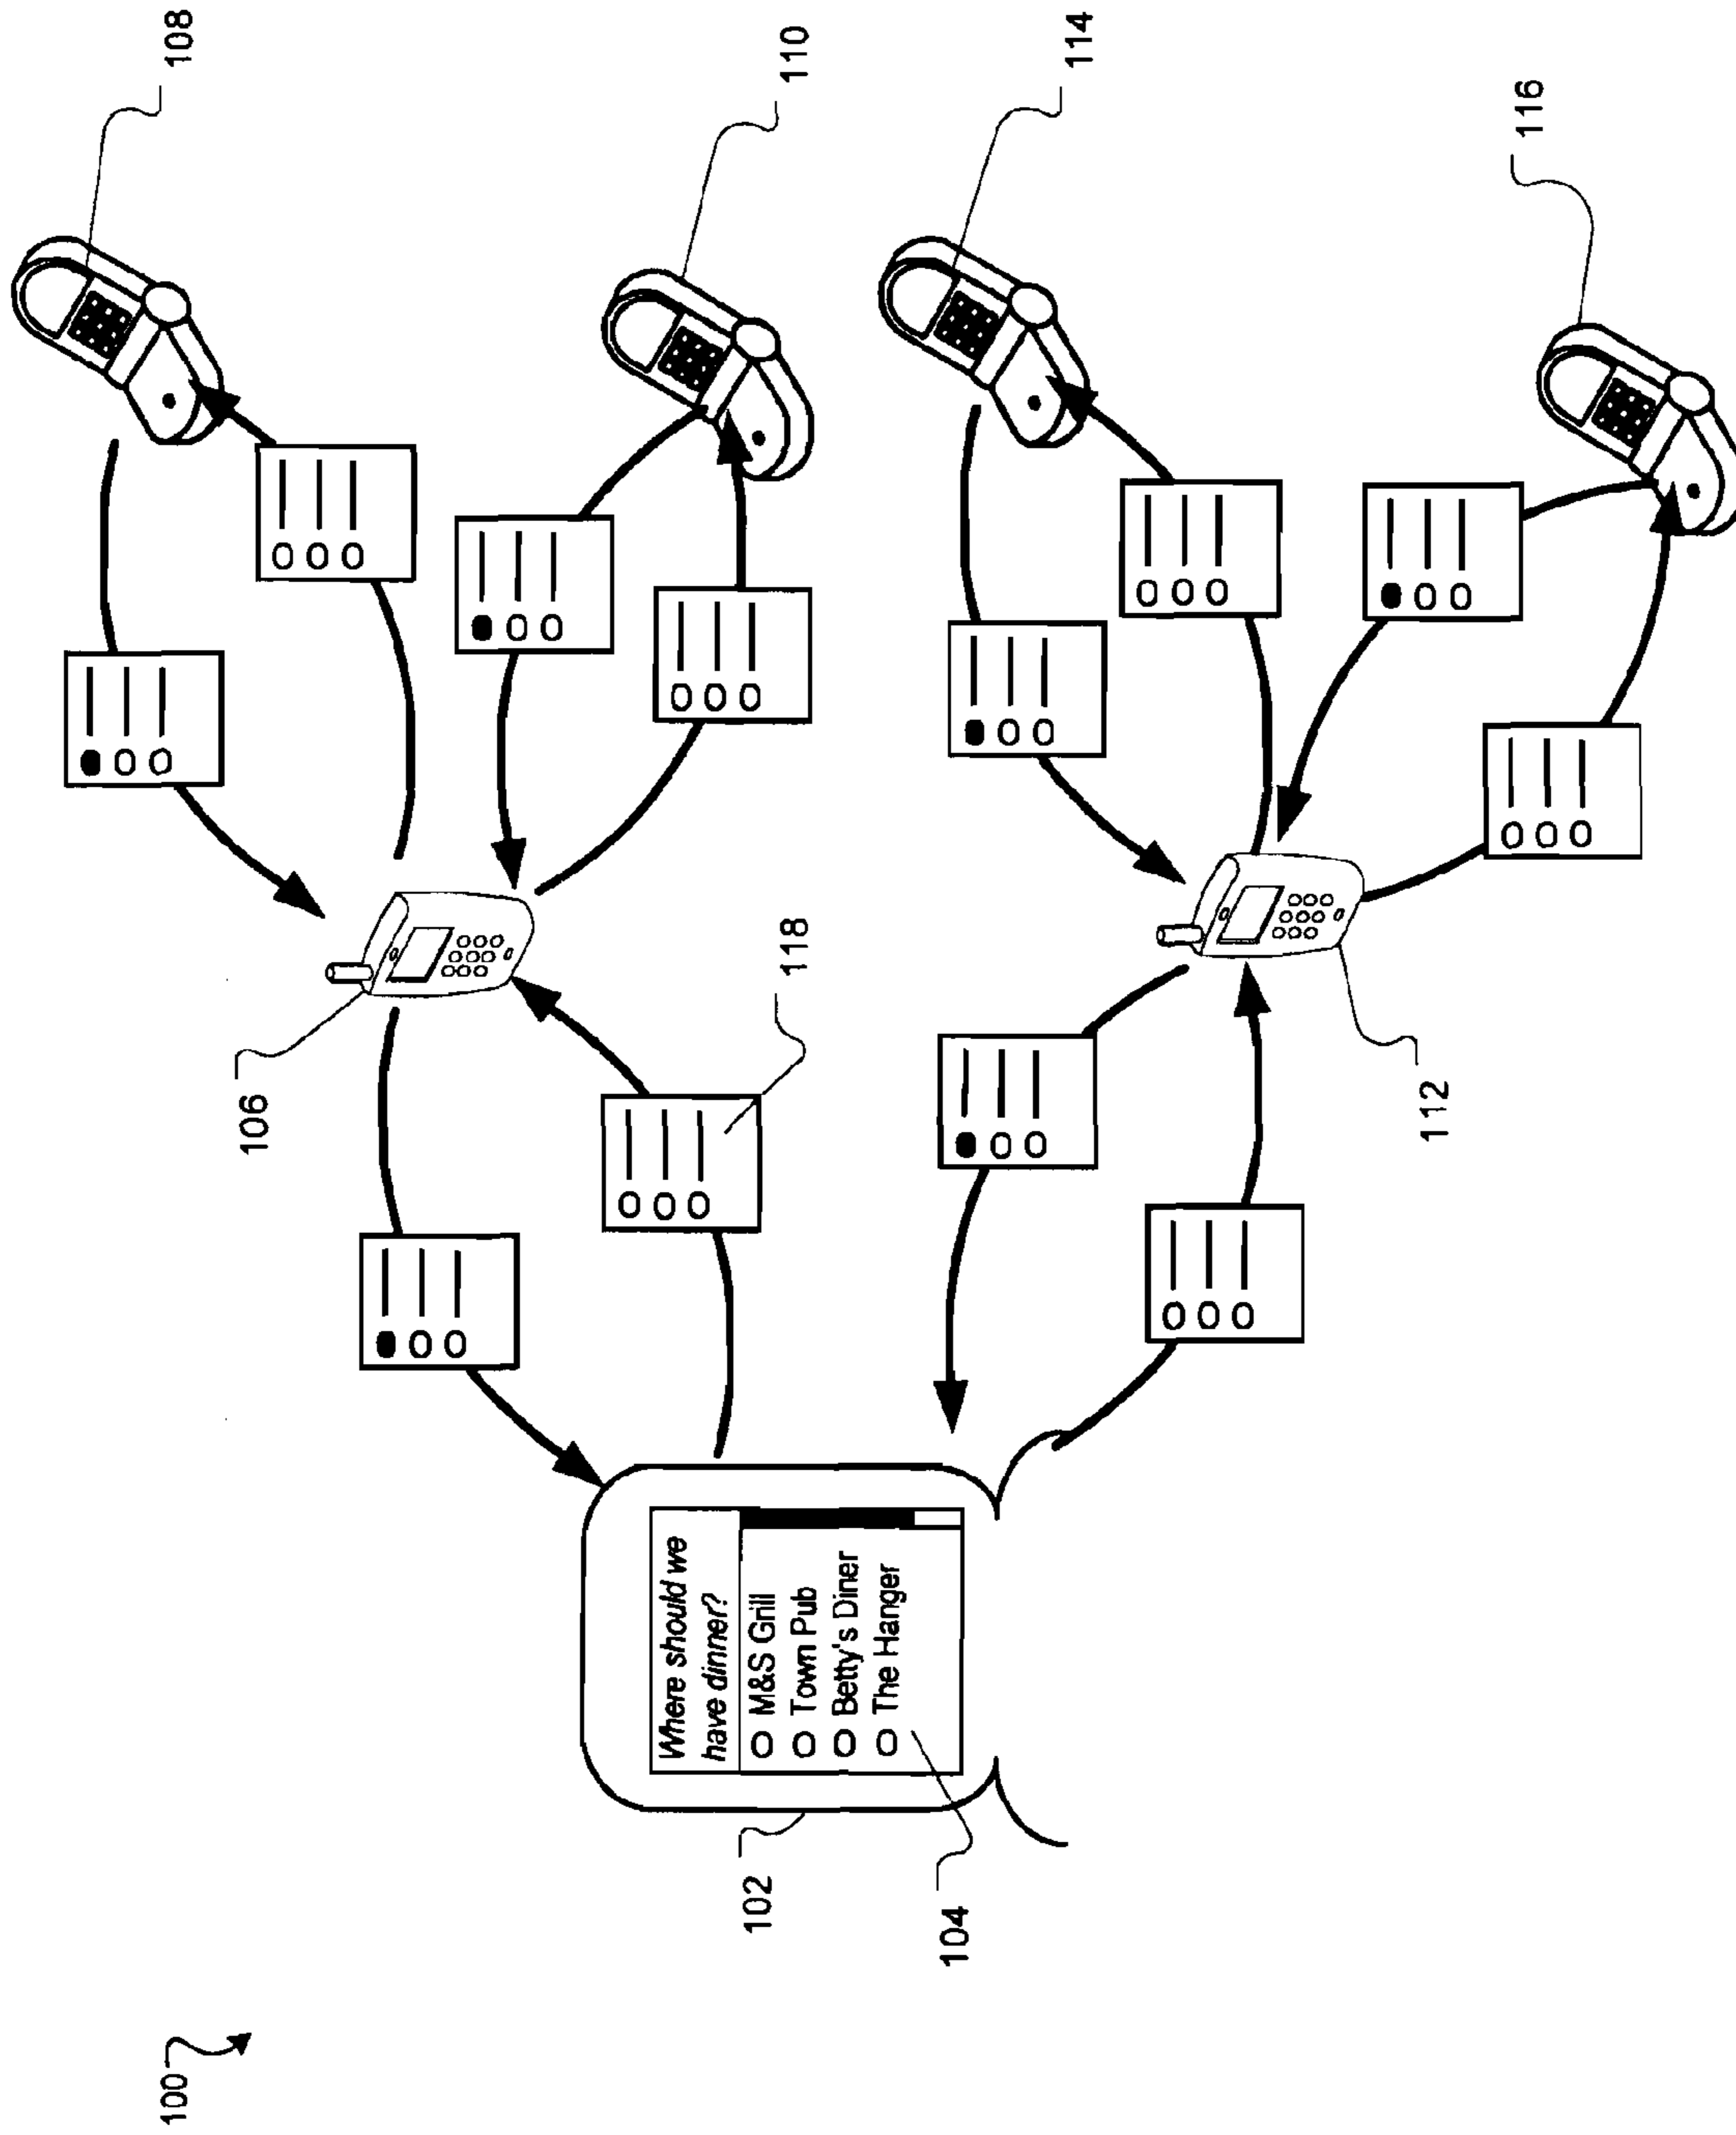 100
102
104
Where should we
have dinner?
M&S Grill
Town Pub
Betty's Diner
The Hanger
106
118
112
108
110
114
116